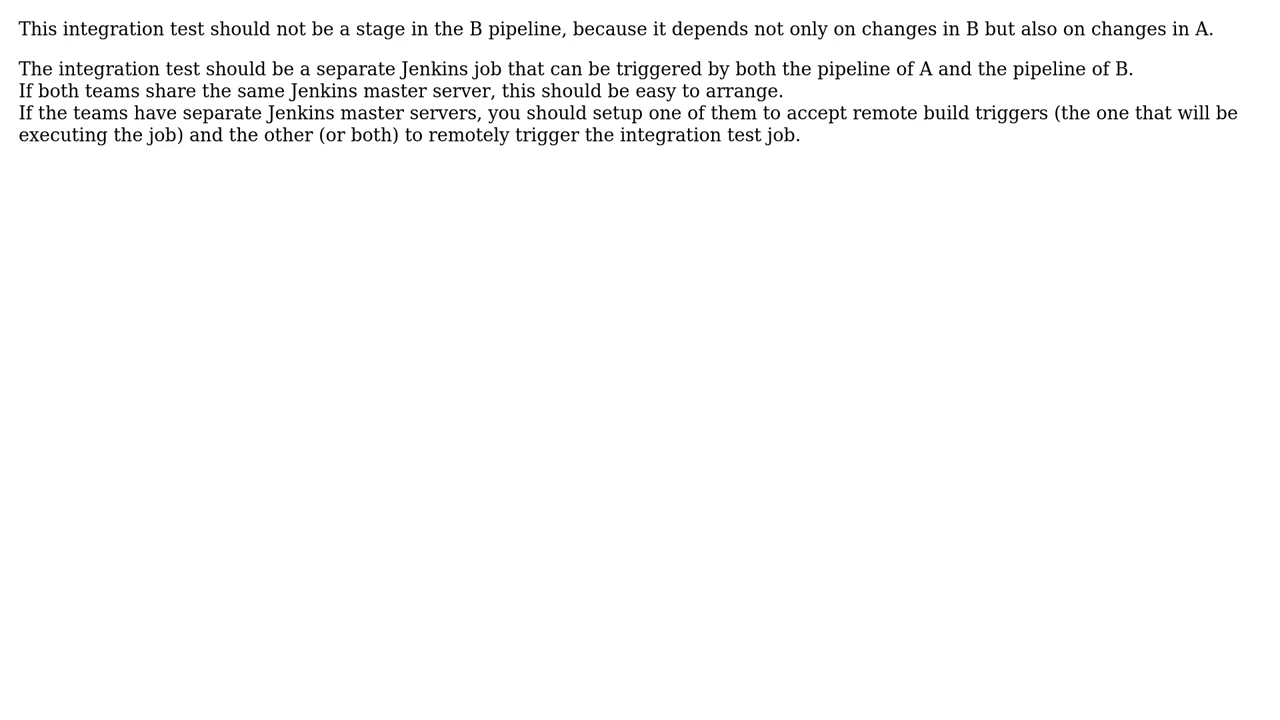 This integration test should not be a stage in the B pipeline, because it depends not only on changes in B but also on changes in A.
The integration test should be a separate Jenkins job that can be triggered by both the pipeline of A and the pipeline of B.
If both teams share the same Jenkins master server, this should be easy to arrange.
If the teams have separate Jenkins master servers, you should setup one of them to accept remote build triggers (the one that will be
executing the job) and the other (or both) to remotely trigger the integration test job.